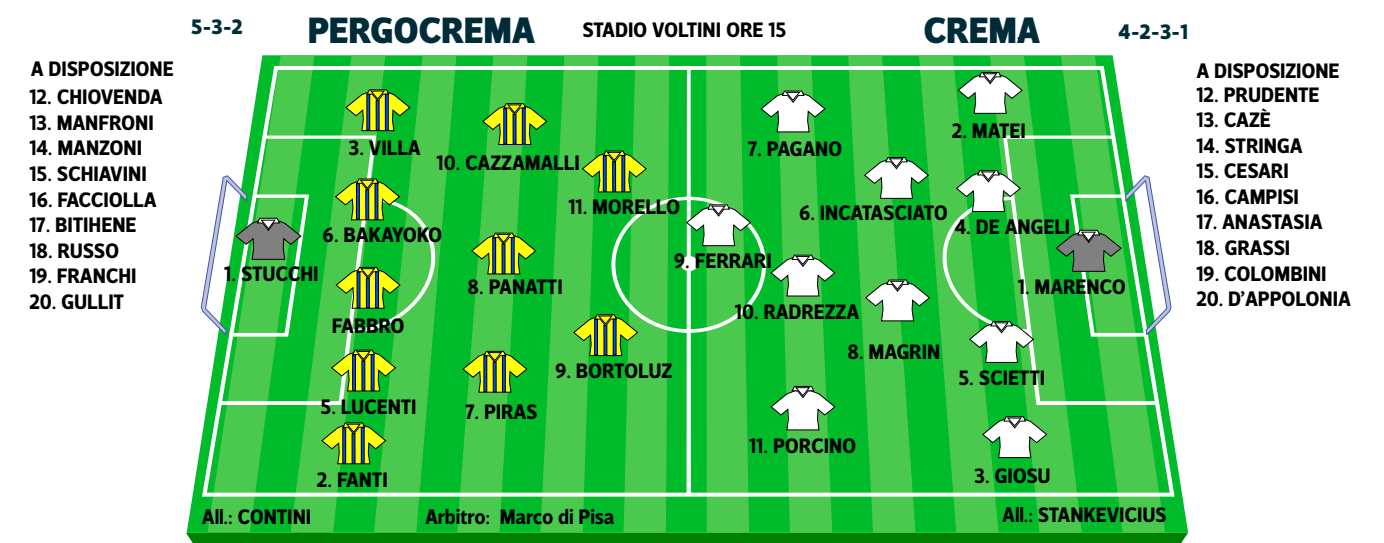 5-3-2
PERGOCREMA
STADIO VOLTINI ORE 15
CREMA
4-2-3-1
A DISPOSIZIONE
12. CHIOVENDA
13. MANFRONI
14. MANZONI
15. SCHIAVINI
16. FACCIOLLA
17. BITIHENE
18. RUSSO
19. FRANCHI
20. GULLIT
3. VILLA
10. CAZZAMALLI
11. MORELLO
6. BAKAYOKO
1. STUCCHI
8. PANATTI
FABBRO
9. BORTOLUZ
5. LUCENTI
7. PIRAS
2. FANTI
2. MATEI
7. PAGANO
6. INCATASCIATO
4. DE ANGELI
9. FERRARI
1. MARENCO
10. RADREZZA
8. MAGRIN
5. SCIETTI
11. PORCINO
3. GIOSU
A DISPOSIZIONE
12. PRUDENTE
13. CAZÈ
14. STRINGA
15. CESARI
16. CAMPISI
17. ANASTASIA
18. GRASSI
19. COLOMBINI
20. D'APPOLONIA
All.: CONTINI
Arbitro: Marco di Pisa
All.: STANKEVICIUS